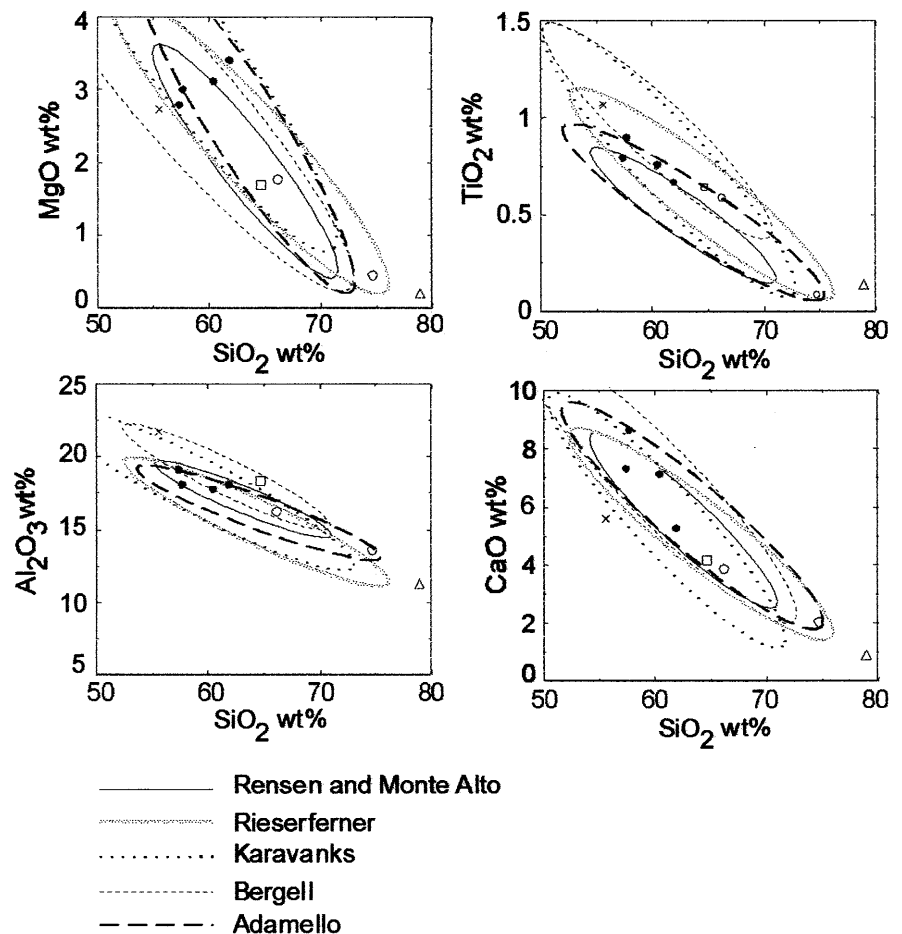 4
3
2
1
0
MgO wt%
50
60
70
80
SiO2 wt%
1.5
1
0.5
0
TiO2 wt%
50
60
70
80
SiO2 wt%
25
20
15
10
5
Al2O3 wt%
50
60
70
80
SiO2 wt%
10
8
6
4
2
0
CaO wt%
50
60
70
80
SiO2 wt%
Rensen and Monte Alto
Rieserferner
Karavanks
Bergell
Adamello